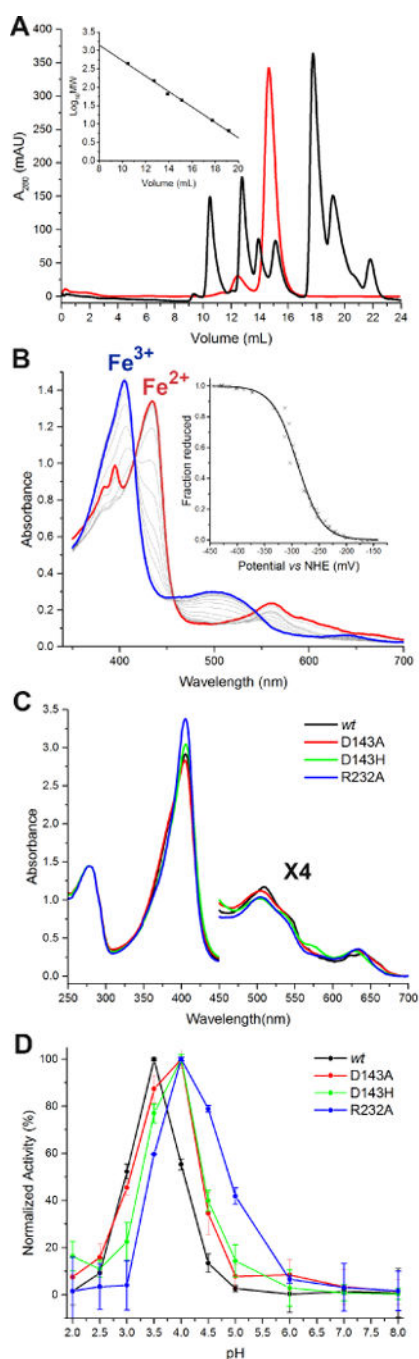 A
A280 (mAU)
400
350
300
250
200
150
100
50
0
Log10MW
3.5
3.0
2.5
2.0
1.5
1.0
0.5
0.0
8 10 12 14 16 18 20
Volume (mL)
0 2 4 6 8 10 12 14 16 18 20 22 24
Volume (mL)
B
Fe3+
Fe2+
Absorbance
1.4
1.2
1.0
0.8
0.6
0.4
0.2
0.0
Fraction reduced
1.0
0.8
0.6
0.4
0.2
0.0
-450 -400 -350 -300 -250 -200 -150
Potential vs NHE (mV)
400 500 600 700
Wavelength (nm)
C
Absorbance
3.5
3.0
2.5
2.0
1.5
1.0
0.5
0.0
wt
D143A
D143H
R232A
X4
250 300 350 400 450 500 550 600 650 700
Wavelength(nm)
D
Normalized Activity (%)
100
80
60
40
20
0
wt
D143A
D143H
R232A
2.0 2.5 3.0 3.5 4.0 4.5 5.0 5.5 6.0 6.5 7.0 7.5 8.0
pH